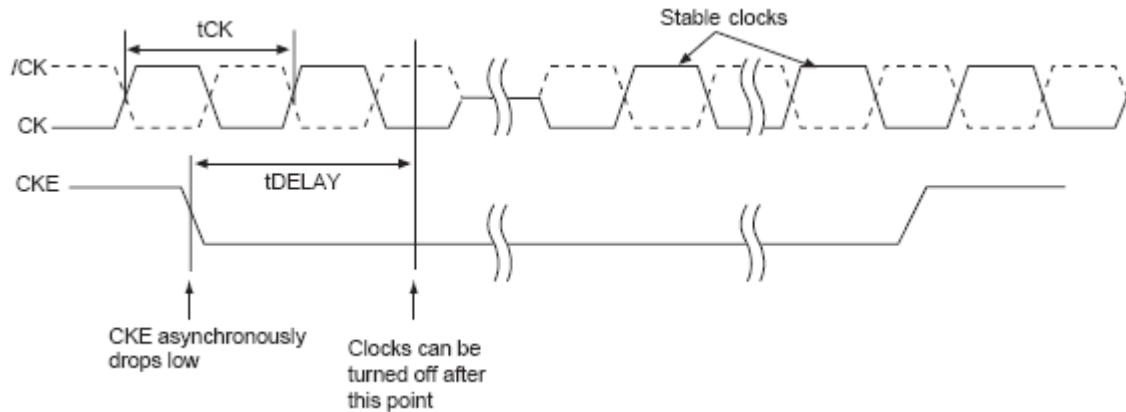 Stable clocks
tCK
/CK
CK
tDELAY
CKE
CKE asynchronously
drops low
Clocks can be
turned off after
this point